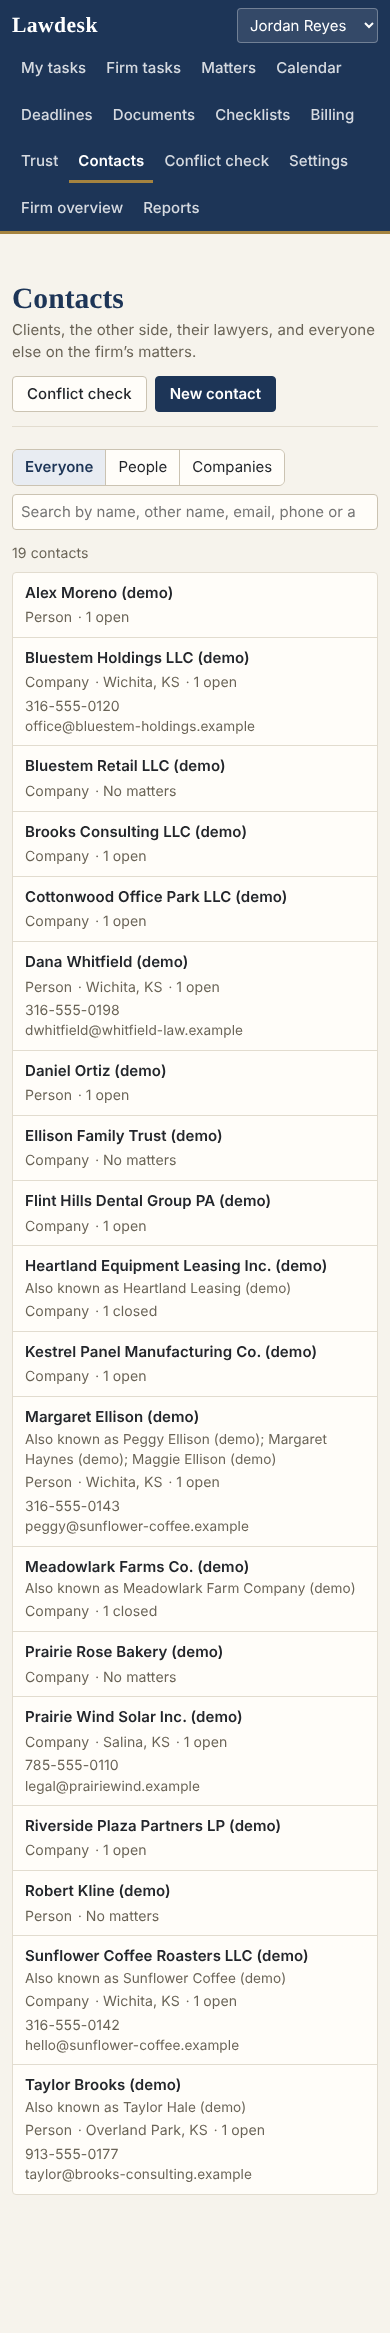 Lawdesk
Jordan Reyes
My tasks Firm tasks Matters Calendar
Deadlines Documents Checklists Billing
Trust Contacts Conflict check Settings
Firm overview Reports
Contacts
Clients, the other side, their lawyers, and everyone
else on the firm’s matters.
Conflict check New contact
Everyone People Companies
Search by name, other name, email, phone or a
19 contacts
Alex Moreno (demo)
Person · 1 open
Bluestem Holdings LLC (demo)
Company · Wichita, KS · 1 open
316-555-0120
office@bluestem-holdings.example
Bluestem Retail LLC (demo)
Company · No matters
Brooks Consulting LLC (demo)
Company · 1 open
Cottonwood Office Park LLC (demo)
Company · 1 open
Dana Whitfield (demo)
Person · Wichita, KS · 1 open
316-555-0198
dwhitfield@whitfield-law.example
Daniel Ortiz (demo)
Person · 1 open
Ellison Family Trust (demo)
Company · No matters
Flint Hills Dental Group PA (demo)
Company · 1 open
Heartland Equipment Leasing Inc. (demo)
Also known as Heartland Leasing (demo)
Company · 1 closed
Kestrel Panel Manufacturing Co. (demo)
Company · 1 open
Margaret Ellison (demo)
Also known as Peggy Ellison (demo); Margaret
Haynes (demo); Maggie Ellison (demo)
Person · Wichita, KS · 1 open
316-555-0143
peggy@sunflower-coffee.example
Meadowlark Farms Co. (demo)
Also known as Meadowlark Farm Company (demo)
Company · 1 closed
Prairie Rose Bakery (demo)
Company · No matters
Prairie Wind Solar Inc. (demo)
Company · Salina, KS · 1 open
785-555-0110
legal@prairiewind.example
Riverside Plaza Partners LP (demo)
Company · 1 open
Robert Kline (demo)
Person · No matters
Sunflower Coffee Roasters LLC (demo)
Also known as Sunflower Coffee (demo)
Company · Wichita, KS · 1 open
316-555-0142
hello@sunflower-coffee.example
Taylor Brooks (demo)
Also known as Taylor Hale (demo)
Person · Overland Park, KS · 1 open
913-555-0177
taylor@brooks-consulting.example